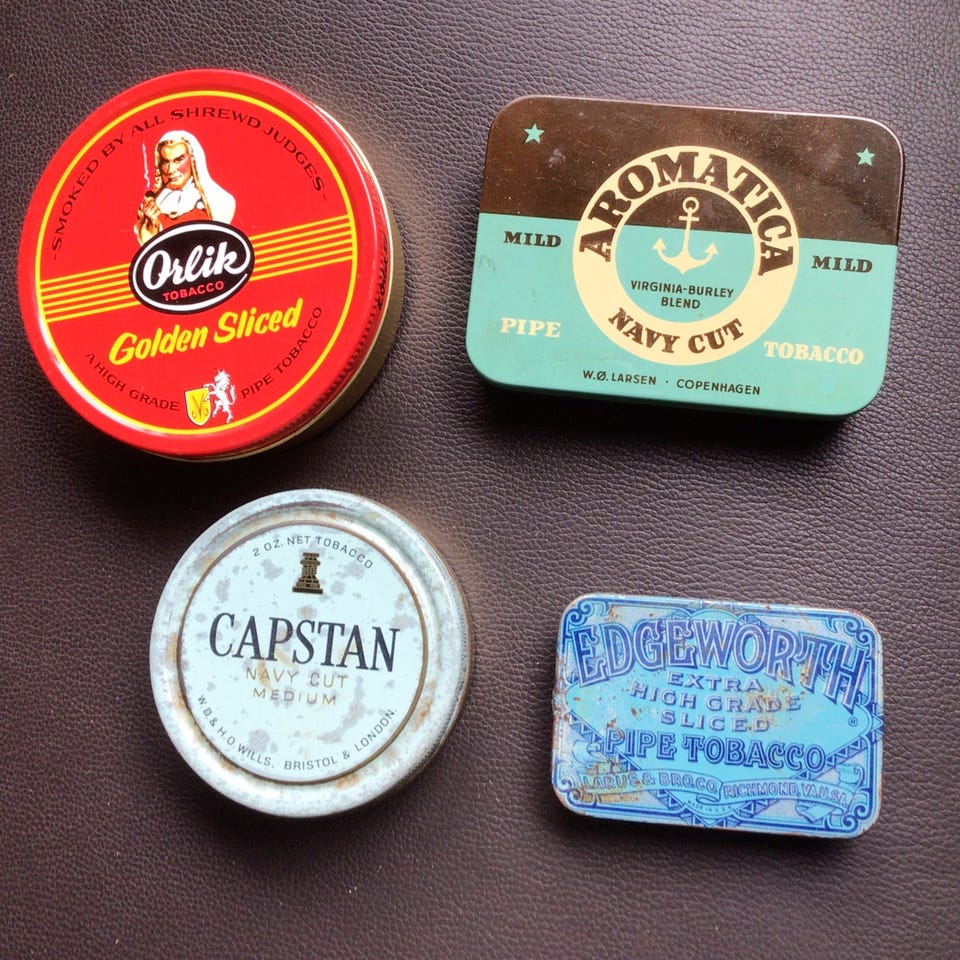 -SMOKED BY ALL SHREWD JUDGES-
Orlik
TOBACCO
Golden Sliced
A HIGH GRADE PIPE TOBACCO
AROMATICA
MILD MILD
VIRGINIA-BURLEY
BLEND
NAVY CUT
PIPE TOBACCO
W.Ø. LARSEN · COPENHAGEN
2 OZ. NET TOBACCO
CAPSTAN
NAVY CUT
MEDIUM
W.D. & H.O. WILLS. BRISTOL & LONDON.
EDGEWORTH
EXTRA
HIGH GRADE
SLICED
PIPE TOBACCO
LARUS & BRO. CO. RICHMOND, VA. U.S.A.